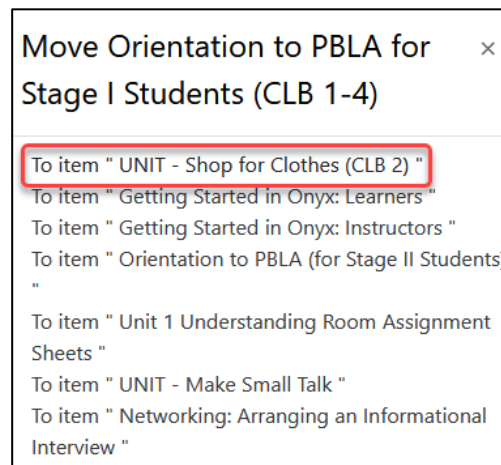 Move Orientation to PBLA for ×
Stage I Students (CLB 1-4)
To item " UNIT - Shop for Clothes (CLB 2) "
To item " Getting Started in Onyx: Learners "
To item " Getting Started in Onyx: Instructors "
To item " Orientation to PBLA (for Stage II Students)
"
To item " Unit 1 Understanding Room Assignment
Sheets "
To item " UNIT - Make Small Talk "
To item " Networking: Arranging an Informational
Interview "